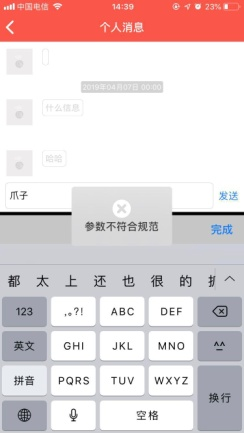 中国电信 14:39 23%
个人消息
2019年04月07日 00:00
什么信息
哈哈
爪子 发送
参数不符合规范
完成
都 太 上 还 也 很 的
123 ,。?! ABC DEF
英文 GHI JKL MNO ^^
拼音 PQRS TUV WXYZ 换行
空格